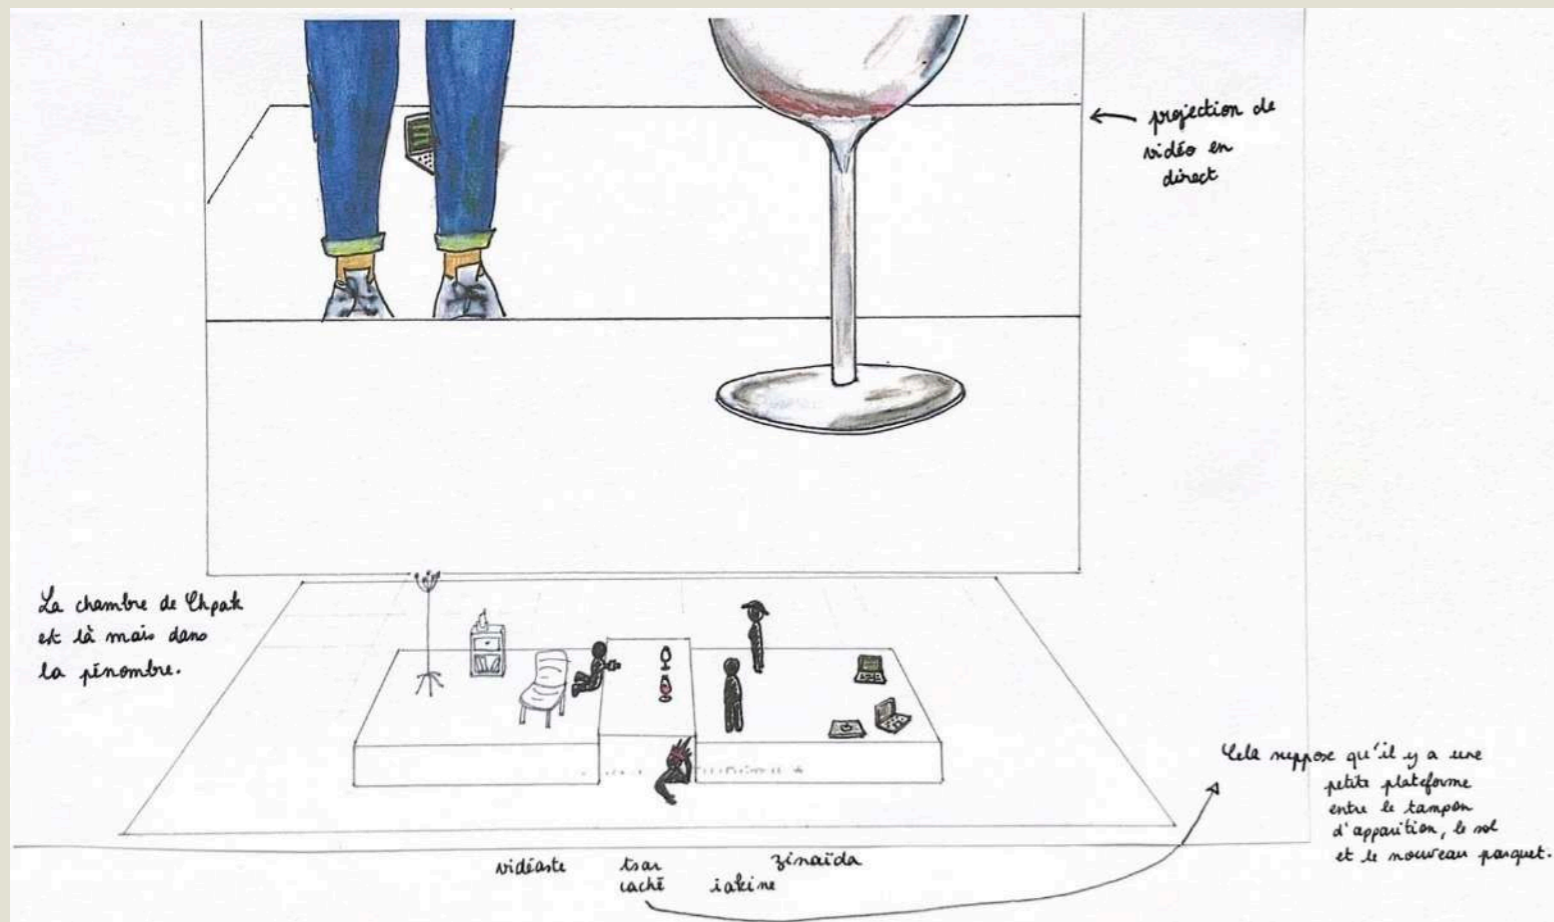 projection de
vidéo en
direct
La chambre de Chpak
est là mais dans
la pénombre.
Cela suppose qu'il y a une
petite plateforme
entre le tampon
d'apparition, le sol
et le nouveau parquet.
vidéaste
tsar
caché
iakine
zinaïda